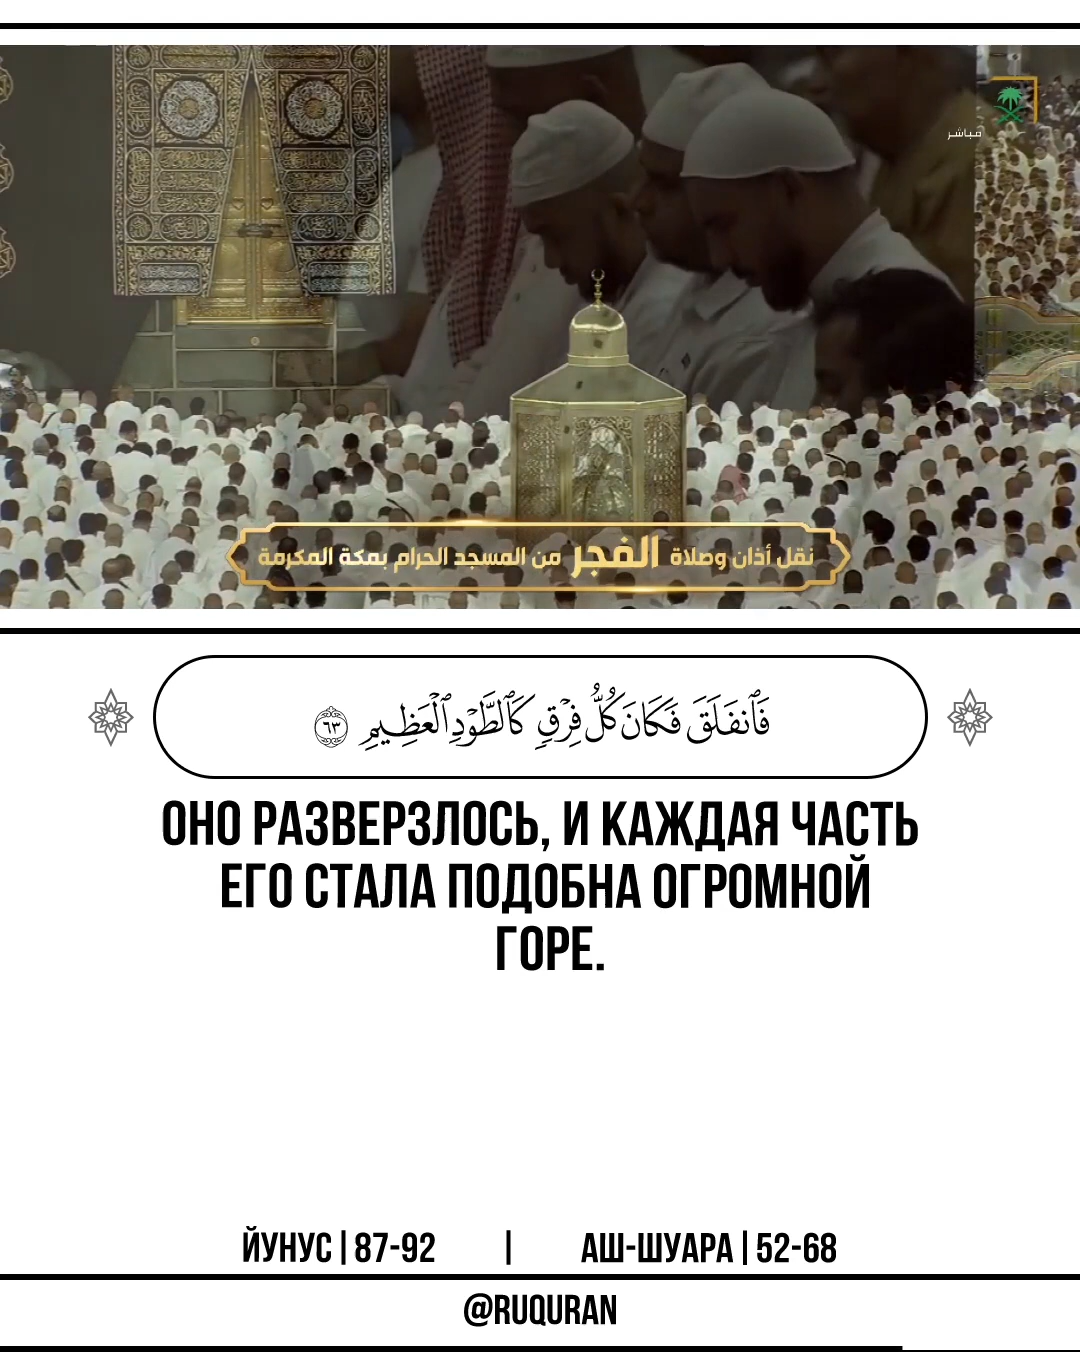 مباشر
نقل أذان وصلاة الفجر من المسجد الحرام بمكة المكرمة
فَٱنفَلَقَ فَكَانَ كُلُّ فِرْقٍ كَٱلطَّوْدِ ٱلْعَظِيمِ ٦٣
ОНО РАЗВЕРЗЛОСЬ, И КАЖДАЯ ЧАСТЬ
ЕГО СТАЛА ПОДОБНА ОГРОМНОЙ
ГОРЕ.
ЙУНУС | 87-92 | АШ-ШУАРА | 52-68
@RUQURAN